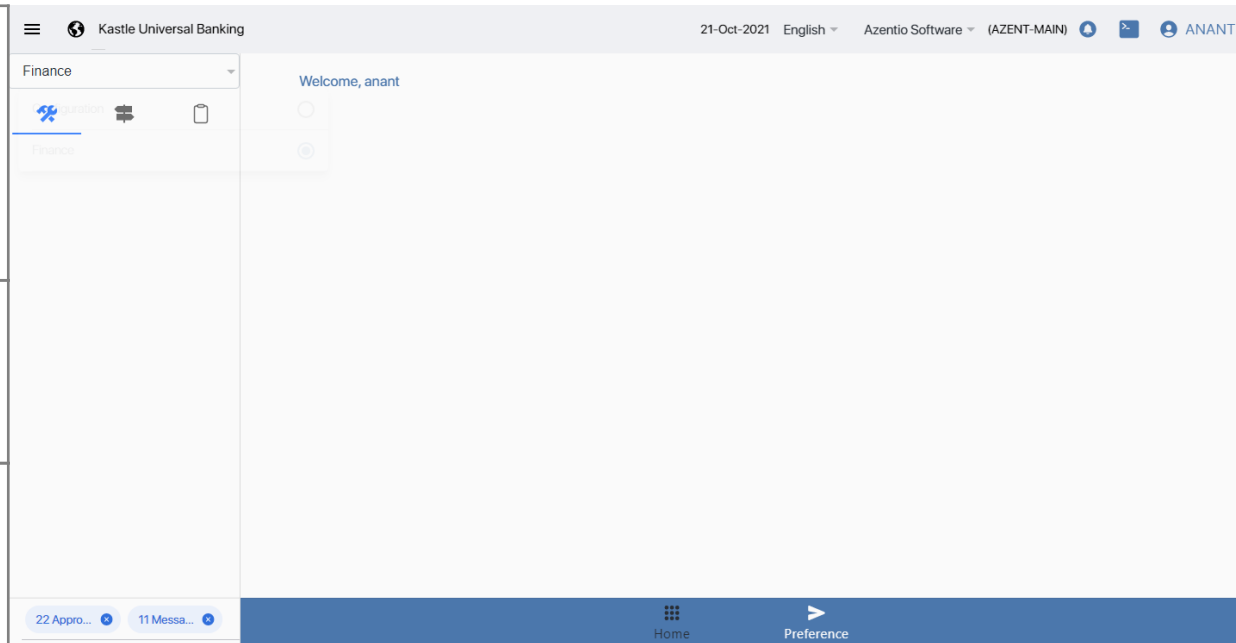 Kastle Universal Banking 21-Oct-2021 English Azentio Software (AZENT-MAIN) ANANT
Finance
Welcome, anant
Configuration
Finance
22 Appro... 11 Messa...
Home Preference